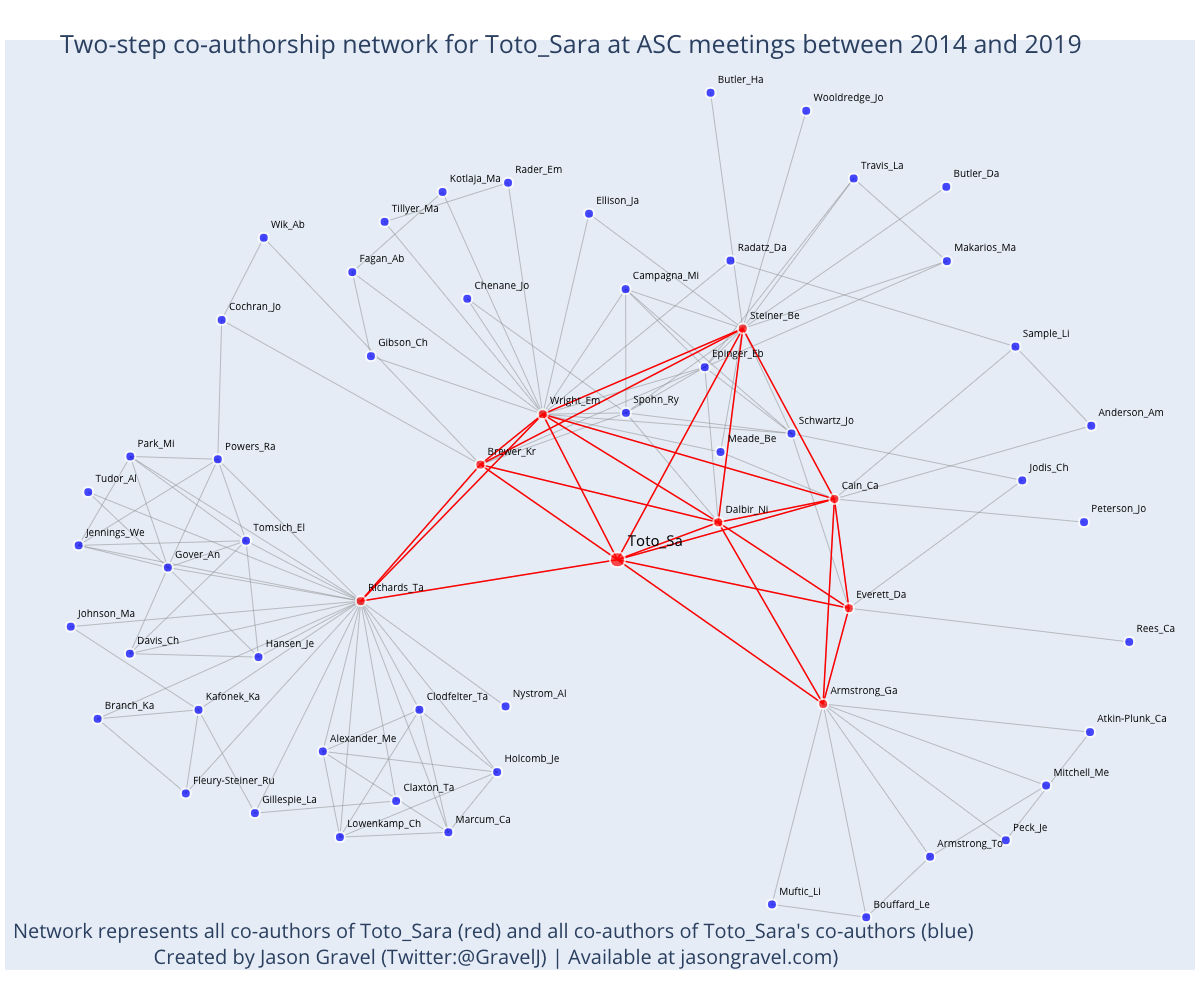 Two-step co-authorship network for Toto_Sara at ASC meetings between 2014 and 2019
Butler_Ha
Wooldredge_Jo
Travis_La
Butler_Da
Rader_Em
Kotlaja_Ma
Tillyer_Ma
Ellison_Ja
Wik_Ab
Radatz_Da
Makarios_Ma
Fagan_Ab
Campagna_Mi
Chenane_Jo
Cochran_Jo
Steiner_Be
Sample_Li
Gibson_Ch
Epinger_Eb
Wright_Em
Spohn_Ry
Anderson_Am
Schwartz_Jo
Meade_Be
Park_Mi
Powers_Ra
Brewer_Kr
Jodis_Ch
Tudor_Al
Cain_Ca
Peterson_Jo
Dalbir_Ni
Tomsich_El
Jennings_We
Toto_Sa
Gover_An
Richards_Ta
Everett_Da
Johnson_Ma
Rees_Ca
Davis_Ch
Hansen_Je
Armstrong_Ga
Kafonek_Ka
Clodfelter_Ta
Nystrom_Al
Branch_Ka
Atkin-Plunk_Ca
Alexander_Me
Holcomb_Je
Mitchell_Me
Fleury-Steiner_Ru
Claxton_Ta
Gillespie_La
Lowenkamp_Ch
Marcum_Ca
Peck_Je
Armstrong_To
Muftic_Li
Bouffard_Le
Network represents all co-authors of Toto_Sara (red) and all co-authors of Toto_Sara's co-authors (blue)
Created by Jason Gravel (Twitter:@GravelJ) | Available at jasongravel.com)